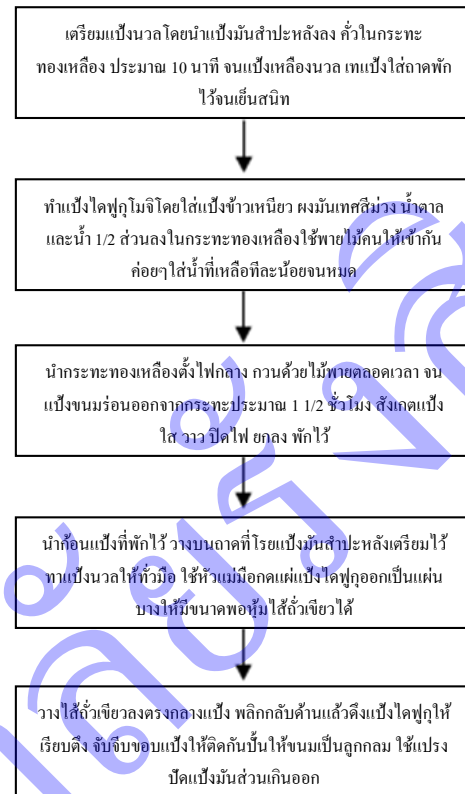 เตรียมแป้งนวลโดยนำแป้งมันสำปะหลังลง คั่วในกระทะ
ทองเหลือง ประมาณ 10 นาที จนแป้งเหลืองนวล เทแป้งใส่ถาดพัก
ไว้จนเย็นสนิท
ทำแป้งไดฟูกุโมจิโดยใส่แป้งข้าวเหนียว ผงมันเทศสีม่วง น้ำตาล
และน้ำ 1/2 ส่วนลงในกระทะทองเหลืองใช้พายไม้คนให้เข้ากัน
ค่อยๆใส่น้ำที่เหลือทีละน้อยจนหมด
นำกระทะทองเหลืองตั้งไฟกลาง กวนด้วยไม้พายตลอดเวลา จน
แป้งขนมร่อนออกจากกระทะประมาณ 1 1/2 ชั่วโมง สังเกตแป้ง
ใส วาว ปิดไฟ ยกลง พักไว้
นำก้อนแป้งที่พักไว้ วางบนถาดที่โรยแป้งมันสำปะหลังเตรียมไว้
ทาแป้งนวลให้ทั่วมือ ใช้หัวแม่มือกดแผ่แป้งไดฟูกุออกเป็นแผ่น
บางให้มีขนาดพอหุ้มไส้ถั่วเขียวได้
วางไส้ถั่วเขียวลงตรงกลางแป้ง พลิกกลับด้านแล้วดึงแป้งไดฟูกุให้
เรียบตึง จับจีบขอบแป้งให้ติดกันปั้นให้ขนมเป็นลูกกลม ใช้แปรง
ปัดแป้งมันส่วนเกินออก